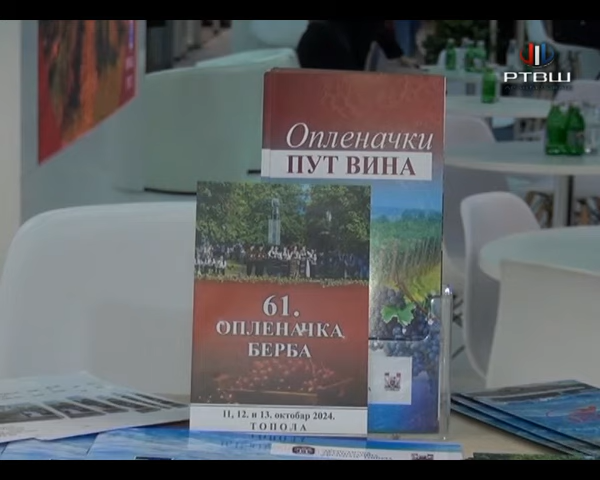 РТВШ
Опленачки
ПУТ ВИНА
61.
ОПЛЕНАЧКА
БЕРБА
11, 12. и 13. октобар 2024.
ТОПОЛА